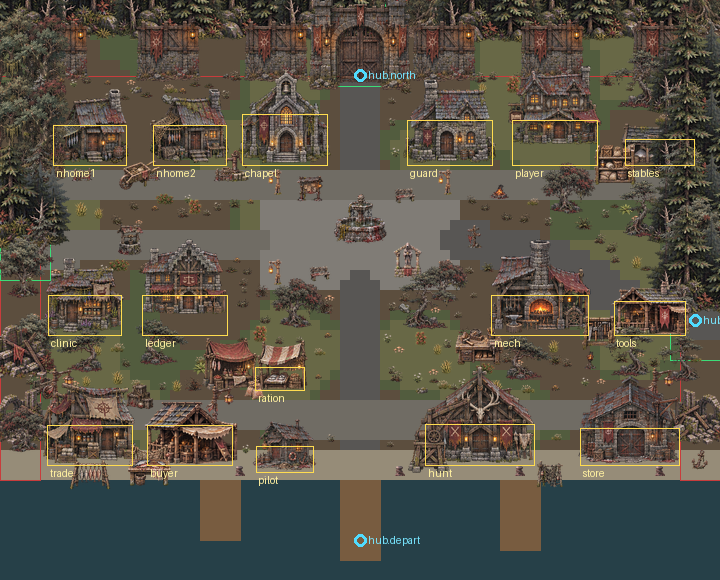 hub.north
nhome1
nhome2
chapel
guard
player
stables
hub
clinic
ledger
mech
tools
ration
trade
buyer
pilot
hunt
store
hub.depart